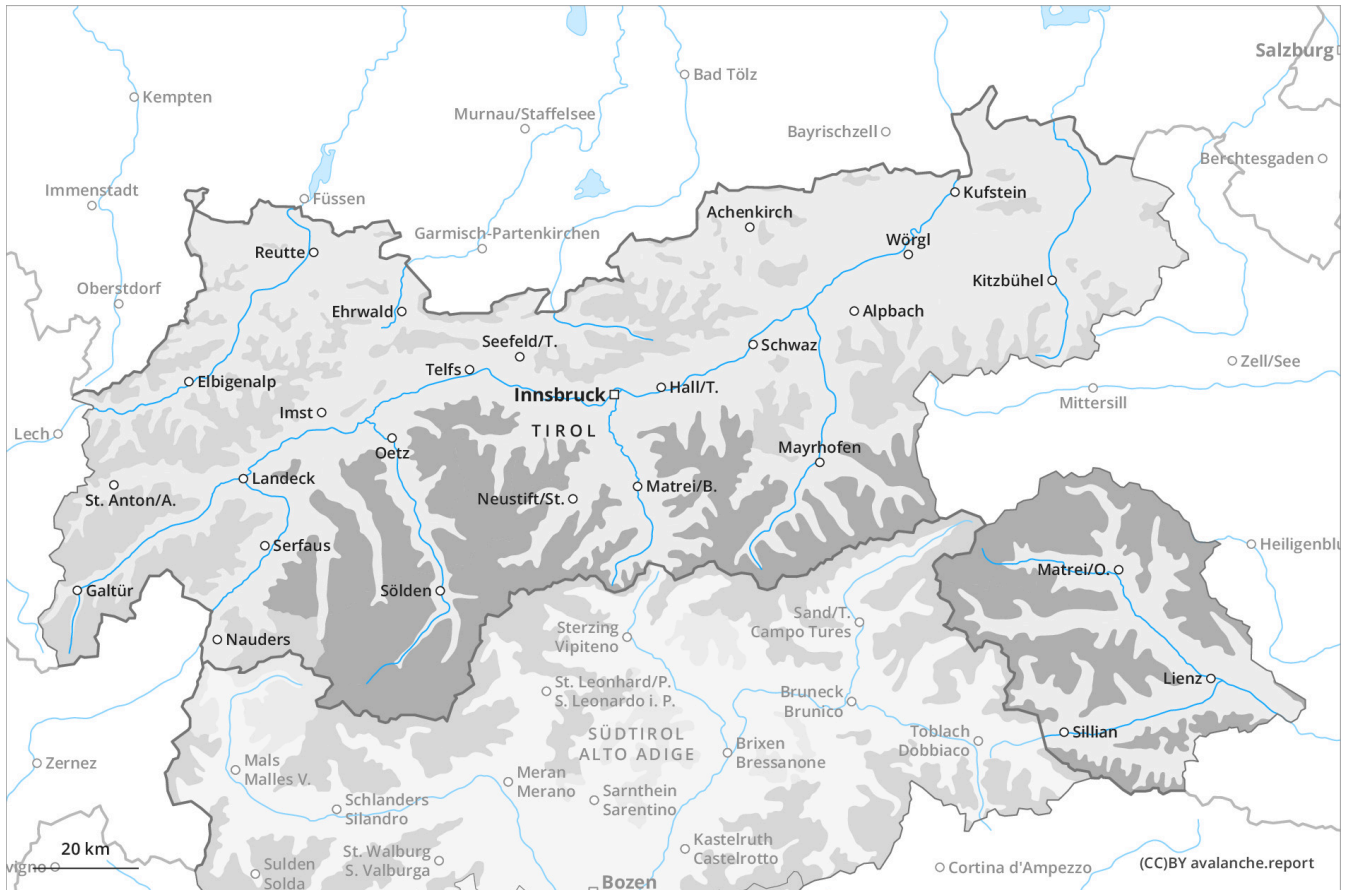 Salzburg
Bad Tölz
Kempten
Murnau/Staffelsee
Bayrischzell
Berchtesgaden
Immenstadt
Füssen
Kufstein
Achenkirch
Garmisch-Partenkirchen
Wörgl
Reutte
Kitzbühel
Oberstdorf
Ehrwald
Alpbach
Seefeld/T.
Schwaz
Zell/See
Telfs
Elbigenalp
Hall/T.
Innsbruck
Mittersill
Imst
TIROL
Lech
Oetz
Mayrhofen
Landeck
Matrei/B.
St. Anton/A.
Neustift/St.
Serfaus
Heiligenblu
Matrei/O.
Galtür
Sölden
Sand/T.
Campo Tures
Nauders
Sterzing
Vipiteno
Lienz
St. Leonhard/P.
S. Leonardo i. P.
Bruneck
Brunico
SÜDTIROL
ALTO ADIGE
Sillian
Toblach
Dobbiaco
Brixen
Bressanone
Zernez
Mals
Malles V.
Meran
Merano
Sarnthein
Sarentino
Schlanders
Silandro
Kastelruth
Castelrotto
20 km
St. Walburg
S. Valburga
vigno
Sulden
Solda
Cortina d'Ampezzo
(CC)BY avalanche.report
Bozen